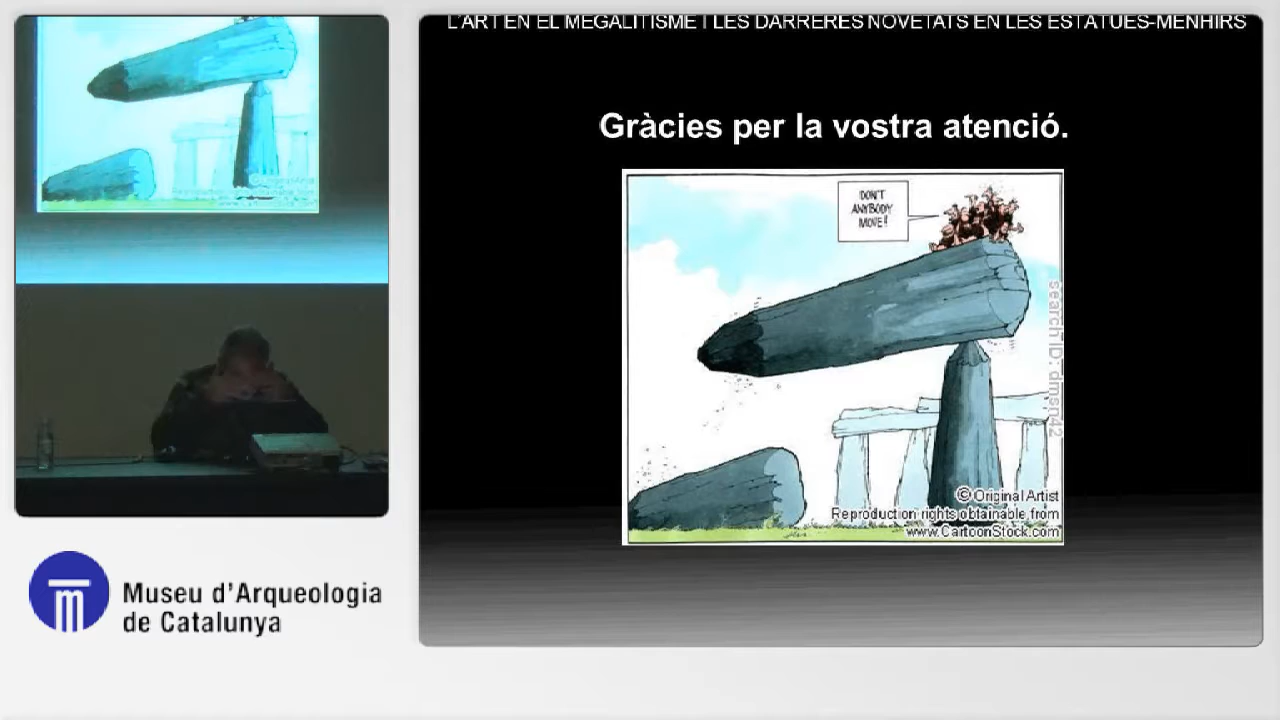 L'ART EN EL MEGALITISME I LES DARRERES NOVETATS EN LES ESTATUES-MENHIRS
Gràcies per la vostra atenció.
DON'T
ANYBODY
MOVE!
search ID: dmsn42
© Original Artist
Reproduction rights obtainable from
www.CartoonStock.com
Museu d'Arqueologia
de Catalunya